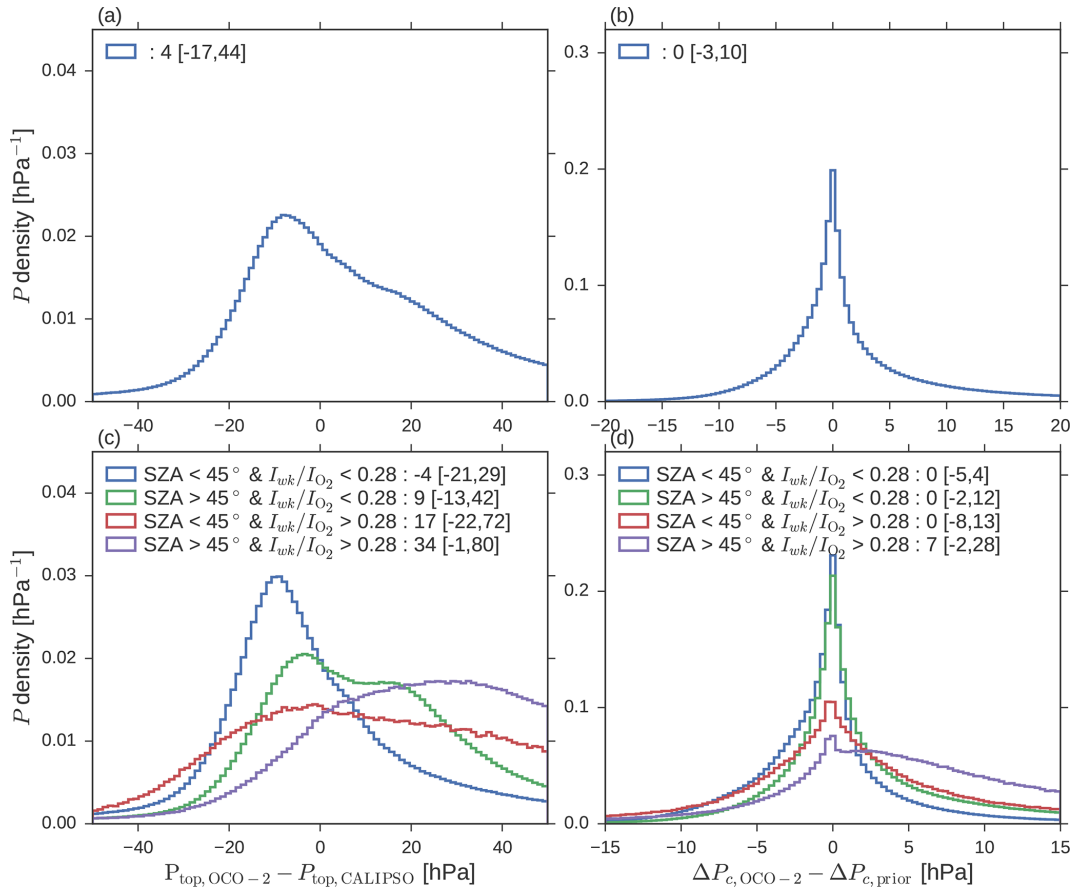 (a)
(b)
: 4 [-17,44]
: 0 [-3,10]
P density [hPa⁻¹]
0.04
0.03
0.02
0.01
0.00
0.3
0.2
0.1
0.0
−40 −20 0 20 40
−20 −15 −10 −5 0 5 10 15 20
(c)
(d)
SZA < 45° & I_wk/I_O₂ < 0.28 : -4 [-21,29]
SZA > 45° & I_wk/I_O₂ < 0.28 : 9 [-13,42]
SZA < 45° & I_wk/I_O₂ > 0.28 : 17 [-22,72]
SZA > 45° & I_wk/I_O₂ > 0.28 : 34 [-1,80]
SZA < 45° & I_wk/I_O₂ < 0.28 : 0 [-5,4]
SZA > 45° & I_wk/I_O₂ < 0.28 : 0 [-2,12]
SZA < 45° & I_wk/I_O₂ > 0.28 : 0 [-8,13]
SZA > 45° & I_wk/I_O₂ > 0.28 : 7 [-2,28]
P density [hPa⁻¹]
0.04
0.03
0.02
0.01
0.00
0.3
0.2
0.1
0.0
−40 −20 0 20 40
−15 −10 −5 0 5 10 15
P_top, OCO−2 − P_top, CALIPSO [hPa]
ΔP_c, OCO−2 − ΔP_c, prior [hPa]